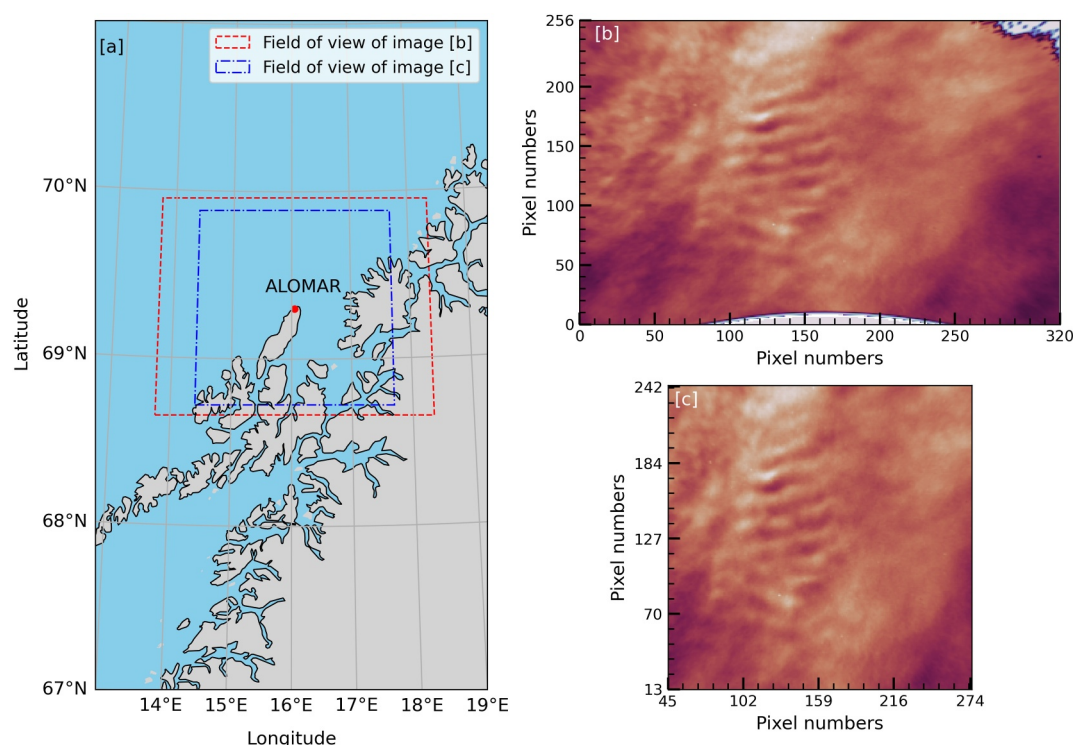 [a]
Field of view of image [b]
Field of view of image [c]
70°N
69°N
68°N
67°N
Latitude
ALOMAR
14°E 15°E 16°E 17°E 18°E 19°E
Longitude
[b]
256
200
150
100
50
0
Pixel numbers
0 50 100 150 200 250 320
Pixel numbers
[c]
242
184
127
70
13
Pixel numbers
45 102 159 216 274
Pixel numbers